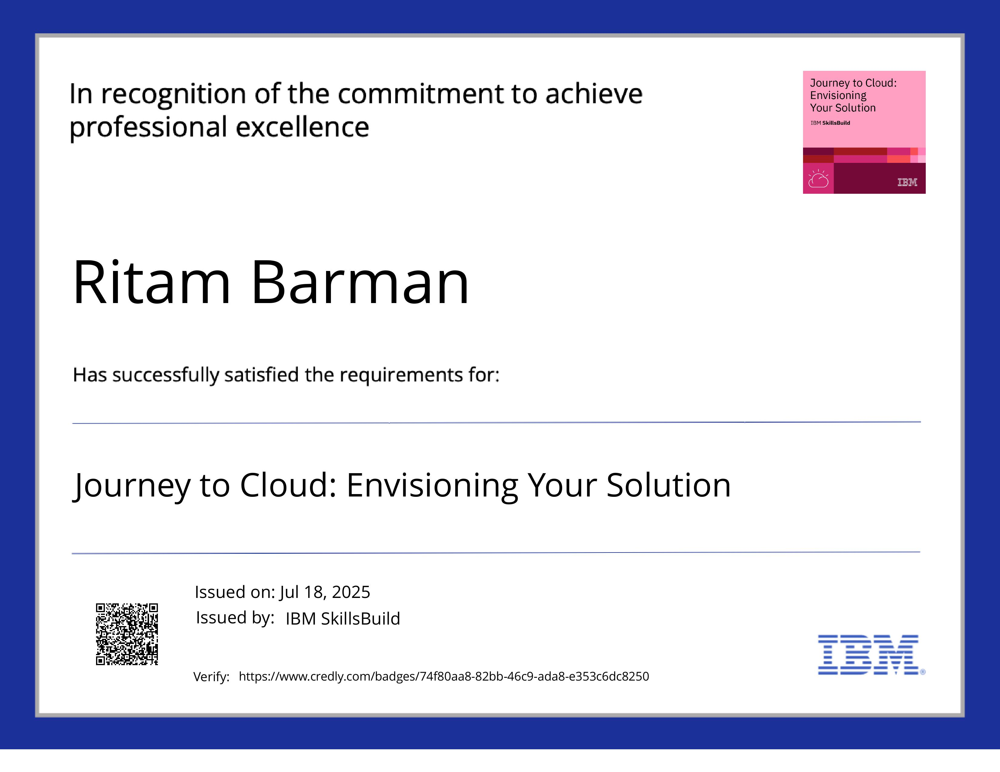 In recognition of the commitment to achieve
professional excellence
Journey to Cloud:
Envisioning
Your Solution
IBM SkillsBuild
IBM
Ritam Barman
Has successfully satisfied the requirements for:
Journey to Cloud: Envisioning Your Solution
Issued on: Jul 18, 2025
Issued by: IBM SkillsBuild
Verify: https://www.credly.com/badges/74f80aa8-82bb-46c9-ada8-e353c6dc8250
IBM®